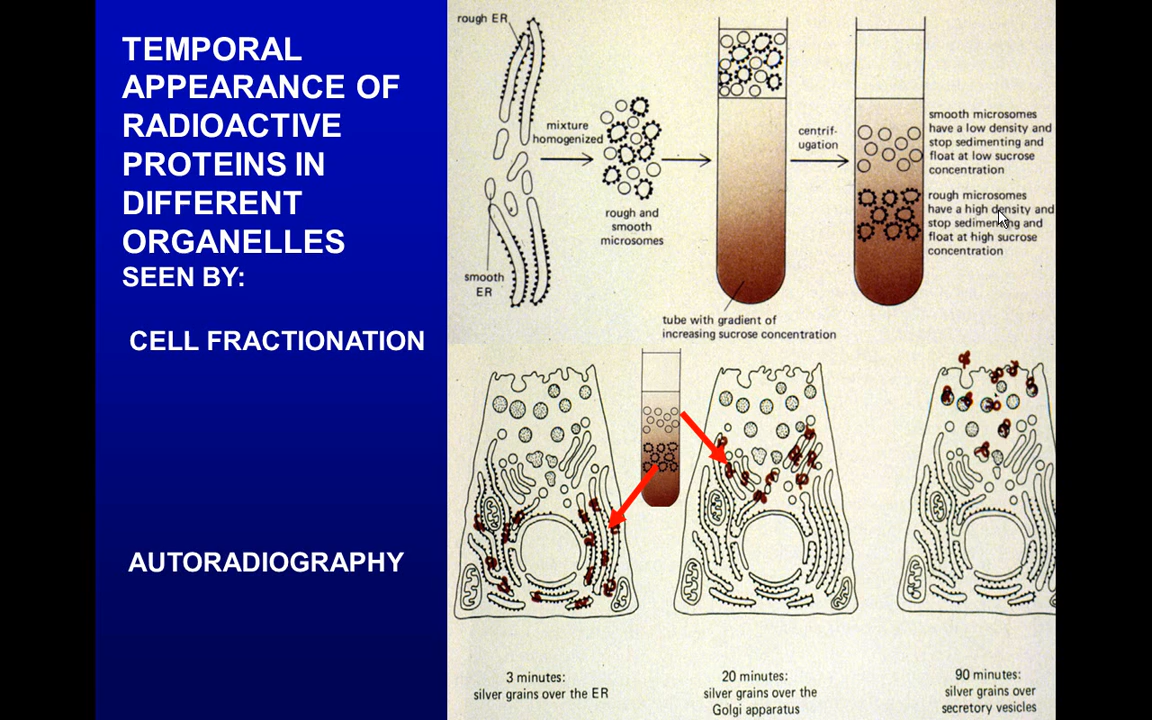 TEMPORAL
APPEARANCE OF
RADIOACTIVE
PROTEINS IN
DIFFERENT
ORGANELLES
SEEN BY:
CELL FRACTIONATION
AUTORADIOGRAPHY
rough ER
smooth
ER
mixture
homogenized
rough and
smooth
microsomes
centrif-
ugation
smooth microsomes
have a low density and
stop sedimenting and
float at low sucrose
concentration
rough microsomes
have a high density and
stop sedimenting and
float at high sucrose
concentration
tube with gradient of
increasing sucrose concentration
3 minutes:
silver grains over the ER
20 minutes:
silver grains over the
Golgi apparatus
90 minutes:
silver grains over
secretory vesicles